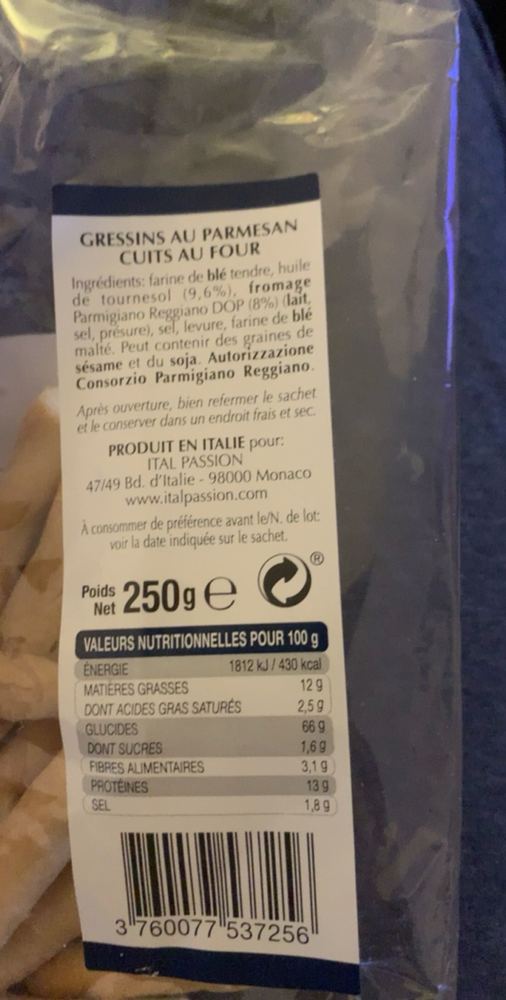 GRESSINS AU PARMESAN
CUITS AU FOUR
Ingrédients: farine de blé tendre, huile
de tournesol (9,6%), fromage
Parmigiano Reggiano DOP (8%) (lait,
sel, présure), sel, levure, farine de blé
malté. Peut contenir des graines de
sésame et du soja. Autorizzazione
Consorzio Parmigiano Reggiano.
Après ouverture, bien refermer le sachet
et le conserver dans un endroit frais et sec.
PRODUIT EN ITALIE pour:
ITAL PASSION
47/49 Bd. d'Italie - 98000 Monaco
www.italpassion.com
À consommer de préférence avant le/N. de lot:
voir la date indiquée sur le sachet.
Poids Net 250g e ®
VALEURS NUTRITIONNELLES POUR 100 g
ÉNERGIE 1812 kJ / 430 kcal
MATIÈRES GRASSES 12 g
DONT ACIDES GRAS SATURÉS 2,5 g
GLUCIDES 66 g
DONT SUCRES 1,6 g
FIBRES ALIMENTAIRES 3,1 g
PROTÉINES 13 g
SEL 1,8 g
3 760077 537256